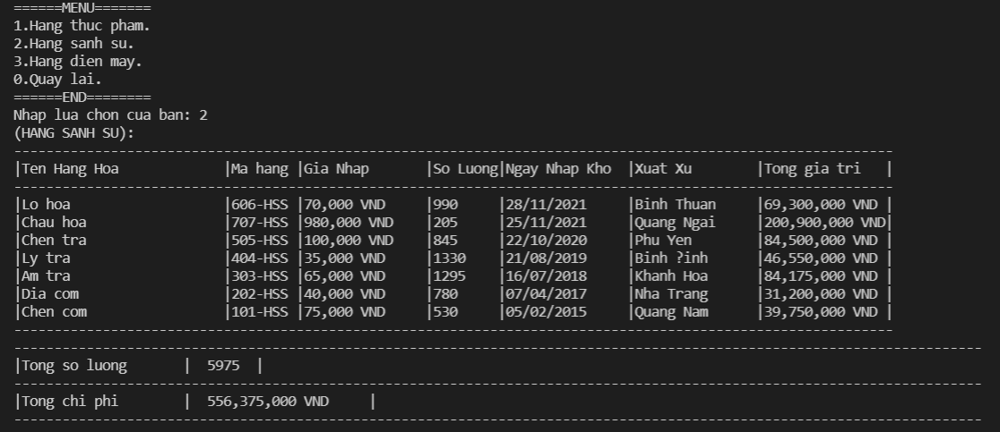 ======MENU=======
1.Hang thuc pham.
2.Hang sanh su.
3.Hang dien may.
0.Quay lai.
======END========
Nhap lua chon cua ban: 2
(HANG SANH SU):
-------------------------------------------------------------------------------------------------------------
|Ten Hang Hoa             |Ma hang |Gia Nhap       |So Luong|Ngay Nhap Kho  |Xuat Xu        |Tong gia tri   |
-------------------------------------------------------------------------------------------------------------
|Lo hoa                   |606-HSS |70,000 VND     |990     |28/11/2021     |Binh Thuan     |69,300,000 VND |
|Chau hoa                 |707-HSS |980,000 VND    |205     |25/11/2021     |Quang Ngai     |200,900,000 VND|
|Chen tra                 |505-HSS |100,000 VND    |845     |22/10/2020     |Phu Yen        |84,500,000 VND |
|Ly tra                   |404-HSS |35,000 VND     |1330    |21/08/2019     |Binh ?inh      |46,550,000 VND |
|Am tra                   |303-HSS |65,000 VND     |1295    |16/07/2018     |Khanh Hoa      |84,175,000 VND |
|Dia com                  |202-HSS |40,000 VND     |780     |07/04/2017     |Nha Trang      |31,200,000 VND |
|Chen com                 |101-HSS |75,000 VND     |530     |05/02/2015     |Quang Nam      |39,750,000 VND |
-------------------------------------------------------------------------------------------------------------
------------------------------------------------------------------------------------------------------------------------
|Tong so luong       |  5975  |
------------------------------------------------------------------------------------------------------------------------
|Tong chi phi        |  556,375,000 VND     |
------------------------------------------------------------------------------------------------------------------------